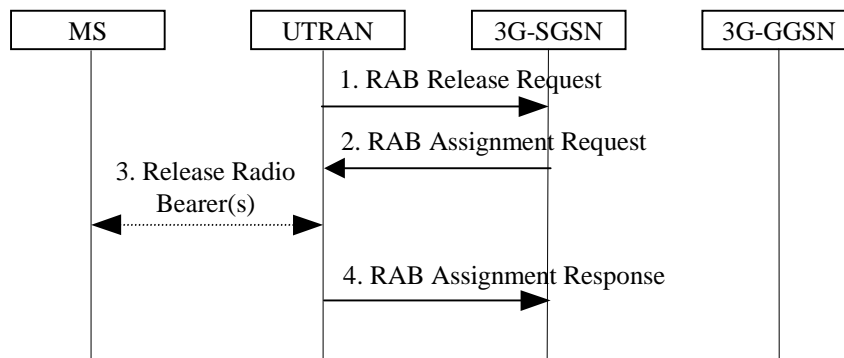 MS
UTRAN
3G-SGSN
3G-GGSN
1. RAB Release Request
2. RAB Assignment Request
3. Release Radio
Bearer(s)
4. RAB Assignment Response